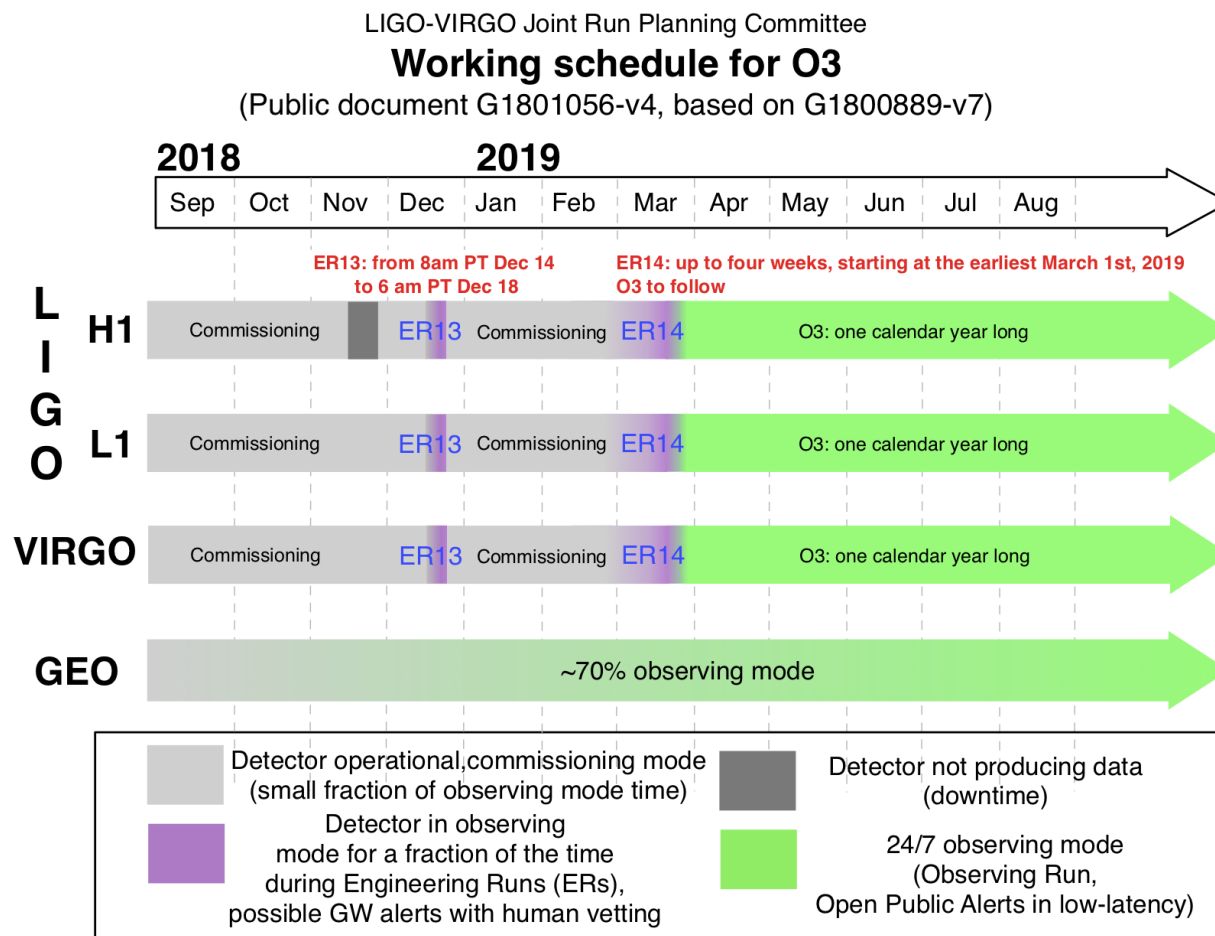 LIGO-VIRGO Joint Run Planning Committee
Working schedule for O3
(Public document G1801056-v4, based on G1800889-v7)
2018 2019
Sep Oct Nov Dec Jan Feb Mar Apr May Jun Jul Aug
ER13: from 8am PT Dec 14
to 6 am PT Dec 18
ER14: up to four weeks, starting at the earliest March 1st, 2019
O3 to follow
LIGO
H1 Commissioning ER13 Commissioning ER14 O3: one calendar year long
L1 Commissioning ER13 Commissioning ER14 O3: one calendar year long
VIRGO Commissioning ER13 Commissioning ER14 O3: one calendar year long
GEO ~70% observing mode
Detector operational,commissioning mode
(small fraction of observing mode time)
Detector not producing data
(downtime)
Detector in observing
mode for a fraction of the time
during Engineering Runs (ERs),
possible GW alerts with human vetting
24/7 observing mode
(Observing Run,
Open Public Alerts in low-latency)